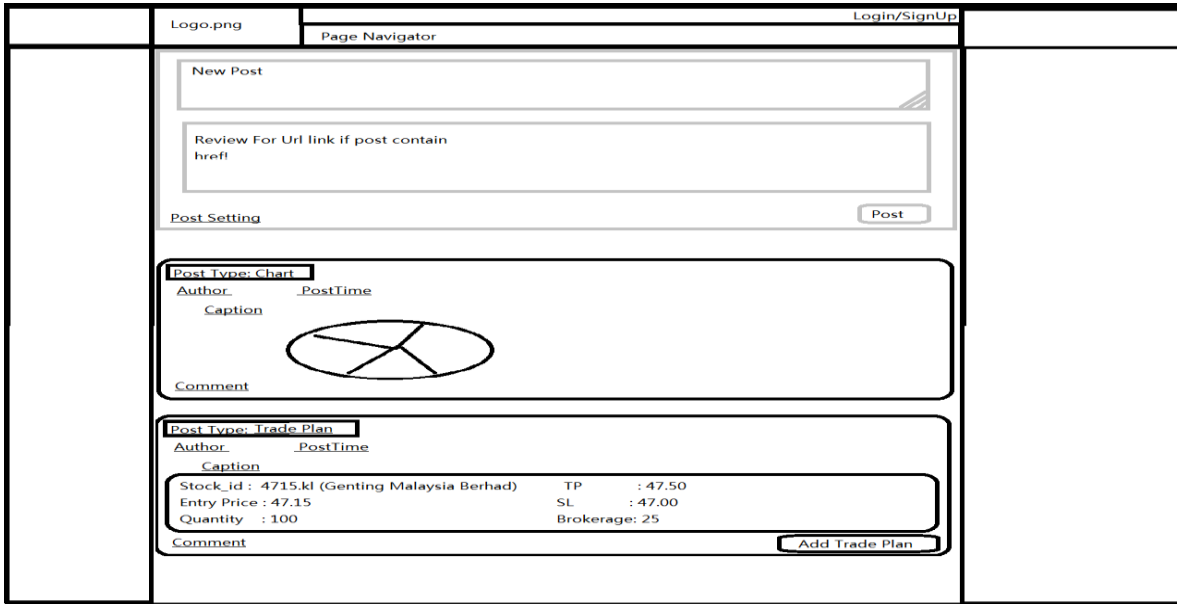 Logo.png
Login/SignUp
Page Navigator
New Post
Review For Url link if post contain
href!
Post Setting
Post
Post Type: Chart
Author PostTime
Caption
Comment
Post Type: Trade Plan
Author PostTime
Caption
Stock_id : 4715.kl (Genting Malaysia Berhad) TP : 47.50
Entry Price : 47.15 SL : 47.00
Quantity : 100 Brokerage: 25
Comment
Add Trade Plan